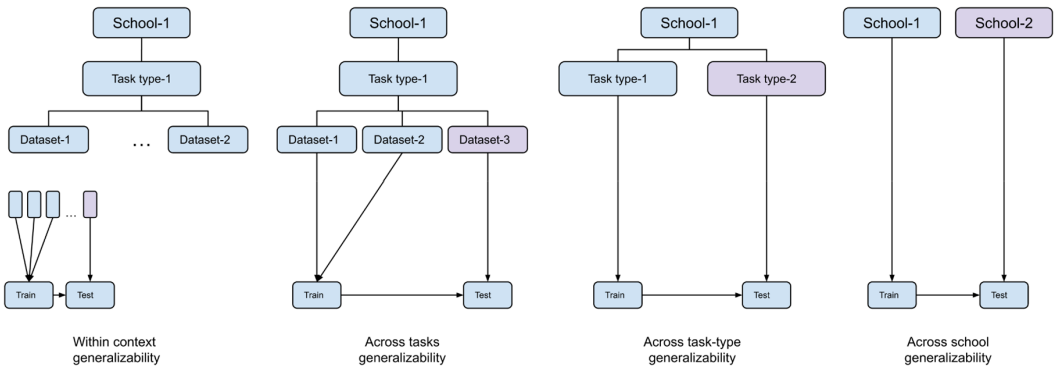 School-1
Task type-1
Dataset-1
...
Dataset-2
...
Train
Test
Within context
generalizability
School-1
Task type-1
Dataset-1
Dataset-2
Dataset-3
Train
Test
Across tasks
generalizability
School-1
Task type-1
Task type-2
Train
Test
Across task-type
generalizability
School-1
School-2
Train
Test
Across school
generalizability